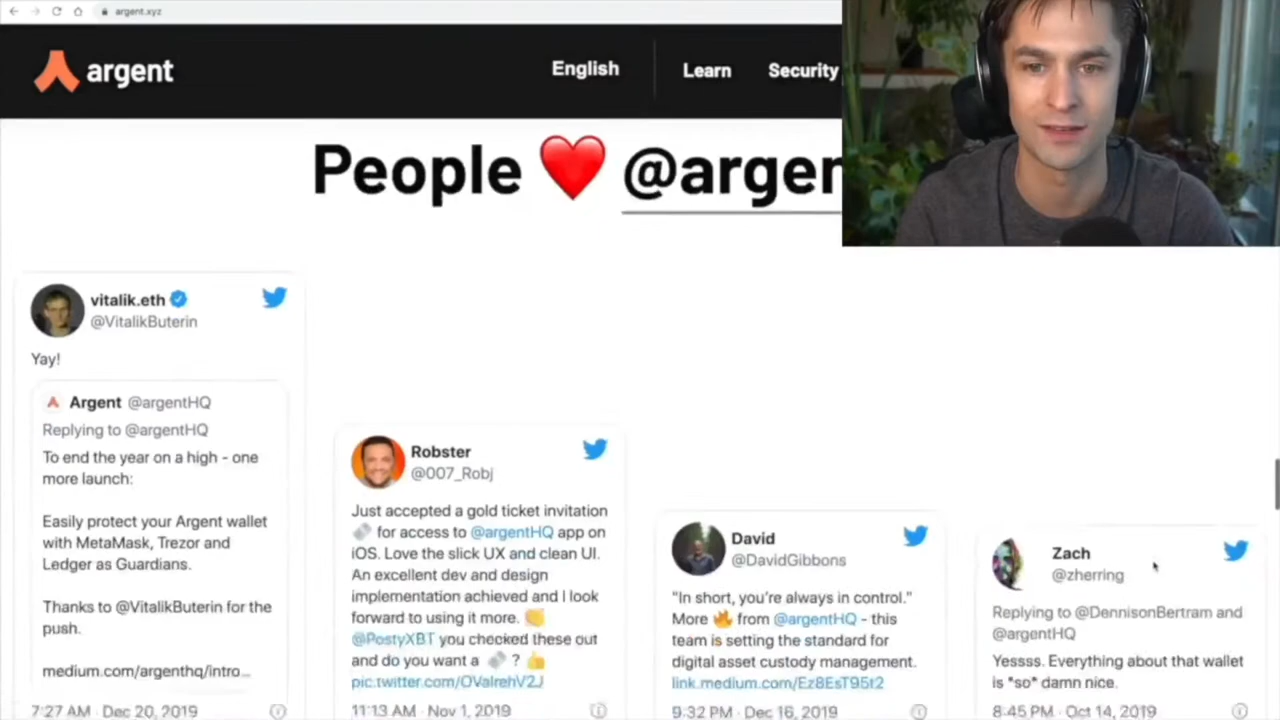 argent.xyz
argent
English
Learn
Security
People ❤️ @argen
vitalik.eth
@VitalikButerin
Yay!
Argent @argentHQ
Replying to @argentHQ
To end the year on a high - one
more launch:
Easily protect your Argent wallet
with MetaMask, Trezor and
Ledger as Guardians.
Thanks to @VitalikButerin for the
push.
medium.com/argenthq/intro…
7:27 AM · Dec 20, 2019
Robster
@007_Robj
Just accepted a gold ticket invitation
for access to @argentHQ app on
iOS. Love the slick UX and clean UI.
An excellent dev and design
implementation achieved and I look
forward to using it more. 👏
@PostyXBT you checked these out
and do you want a ? 👍
pic.twitter.com/OValrehV2J
11:13 AM · Nov 1, 2019
David
@DavidGibbons
"In short, you're always in control."
More 🔥 from @argentHQ - this
team is setting the standard for
digital asset custody management.
link.medium.com/Ez8EsT95t2
9:32 PM · Dec 16, 2019
Zach
@zherring
Replying to @DennisonBertram and
@argentHQ
Yessss. Everything about that wallet
is *so* damn nice.
8:45 PM · Oct 14, 2019